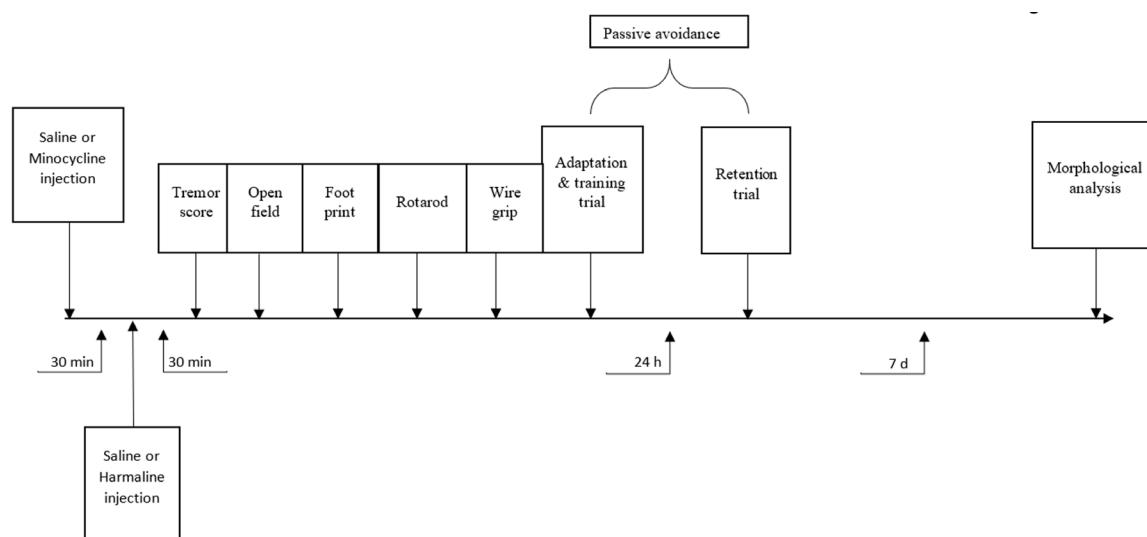 Passive avoidance
Saline or
Minocycline
injection
Tremor
score
Open
field
Foot
print
Rotarod
Wire
grip
Adaptation
& training
trial
Retention
trial
Morphological
analysis
30 min
30 min
24 h
7 d
Saline or
Harmaline
injection